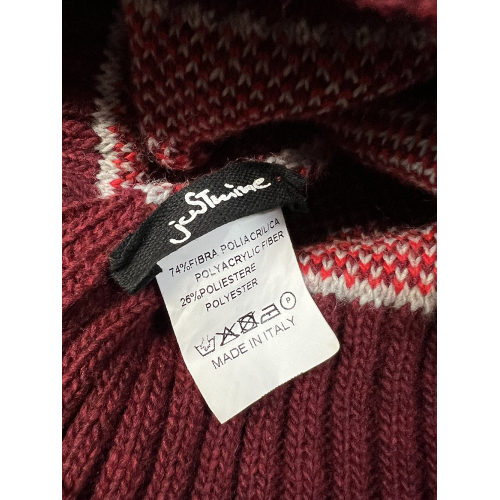 jusTmine
74%FIBRA POLIACRILICA
POLYACRYLIC FIBER
26%POLIESTERE
POLYESTER
P
MADE IN ITALY